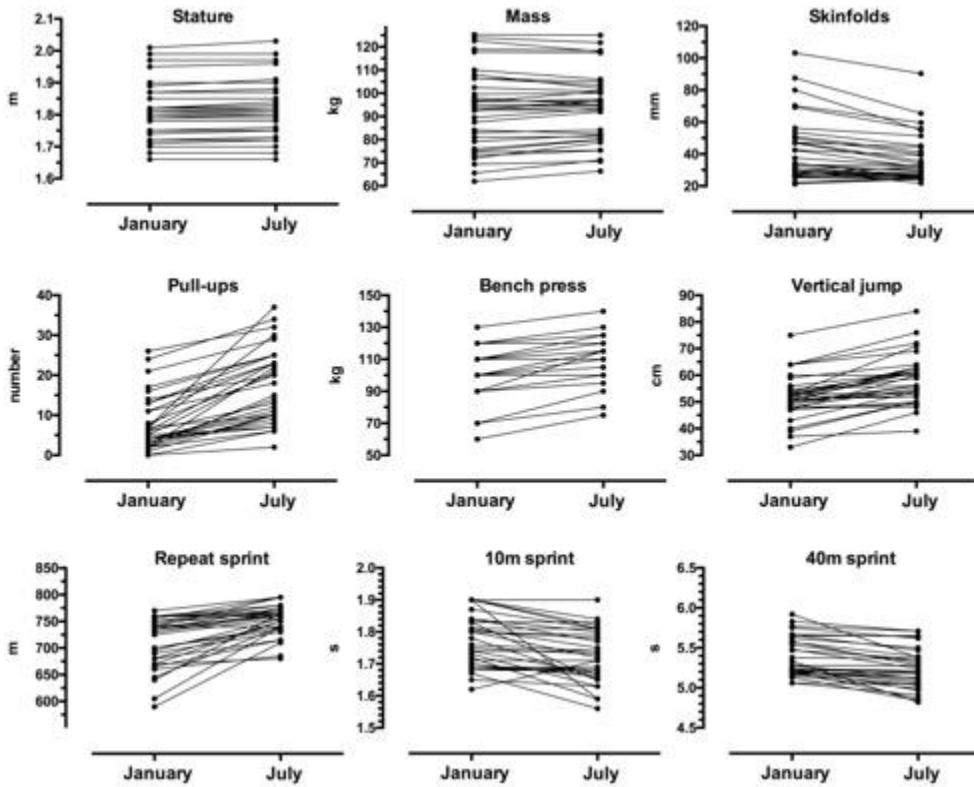 Stature
Mass
Skinfolds
m
2.1
2.0
1.9
1.8
1.7
1.6
kg
120
110
100
90
80
70
60
mm
120
100
80
60
40
20
January
July
January
July
January
July
Pull-ups
Bench press
Vertical jump
number
40
30
20
10
0
kg
150
130
110
90
70
50
cm
90
80
70
60
50
40
30
January
July
January
July
January
July
Repeat sprint
10m sprint
40m sprint
m
850
800
750
700
650
600
s
2.0
1.9
1.8
1.7
1.6
1.5
s
6.5
6.0
5.5
5.0
4.5
January
July
January
July
January
July